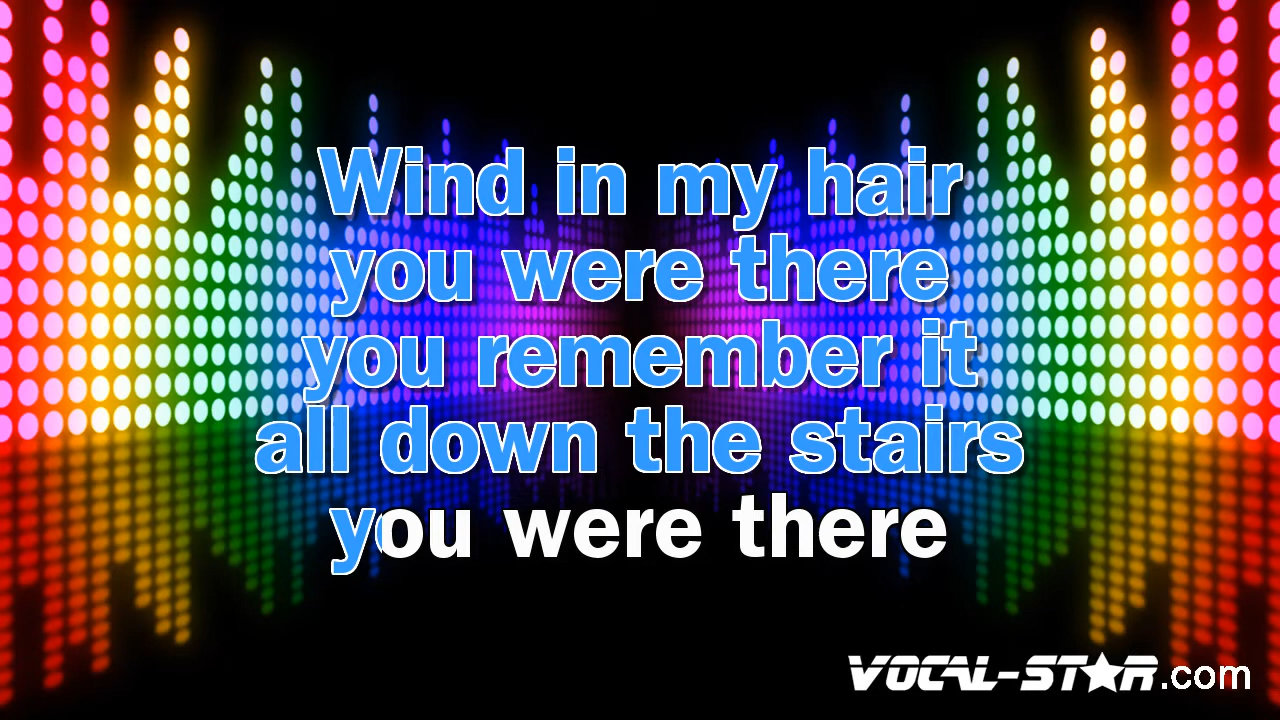 Wind in my hair
you were there
you remember it
all down the stairs
you were there
VOCAL-STAR.com